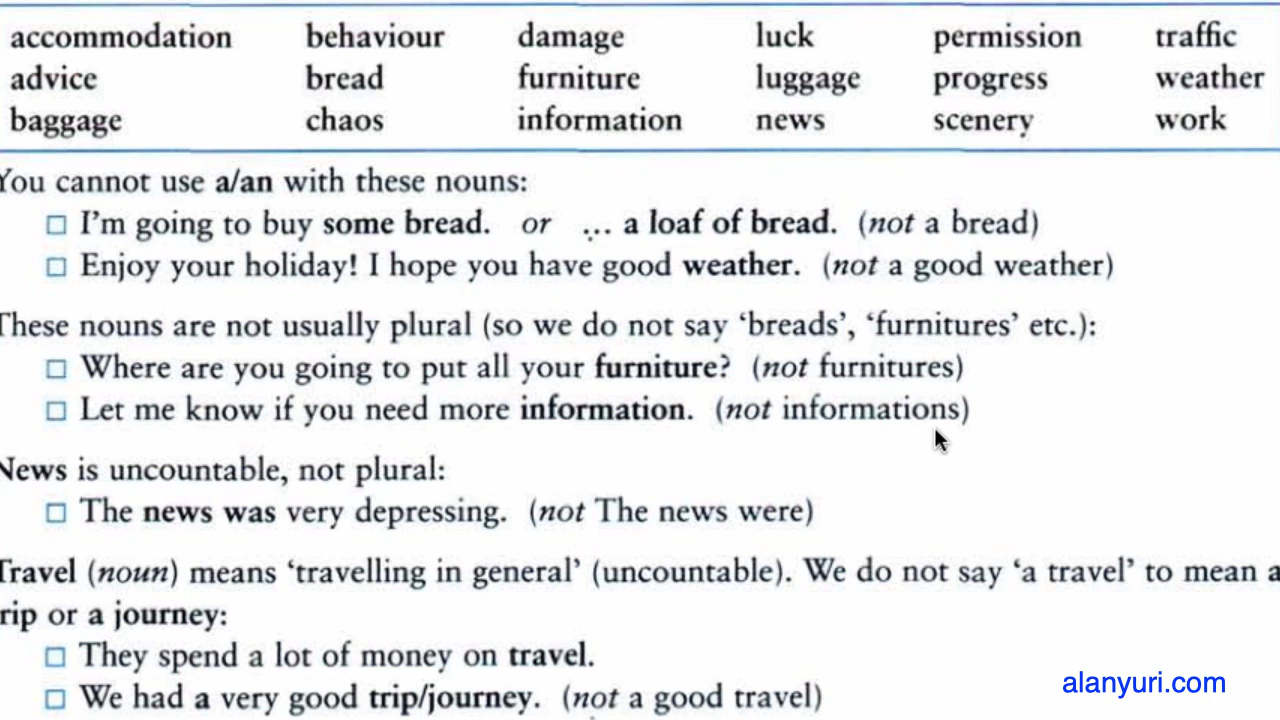 accommodation behaviour damage luck permission traffic
advice bread furniture luggage progress weather
baggage chaos information news scenery work
You cannot use a/an with these nouns:
I'm going to buy some bread. or ... a loaf of bread. (not a bread)
Enjoy your holiday! I hope you have good weather. (not a good weather)
These nouns are not usually plural (so we do not say 'breads', 'furnitures' etc.):
Where are you going to put all your furniture? (not furnitures)
Let me know if you need more information. (not informations)
News is uncountable, not plural:
The news was very depressing. (not The news were)
Travel (noun) means 'travelling in general' (uncountable). We do not say 'a travel' to mean a
rip or a journey:
They spend a lot of money on travel.
We had a very good trip/journey. (not a good travel)
alanyuri.com